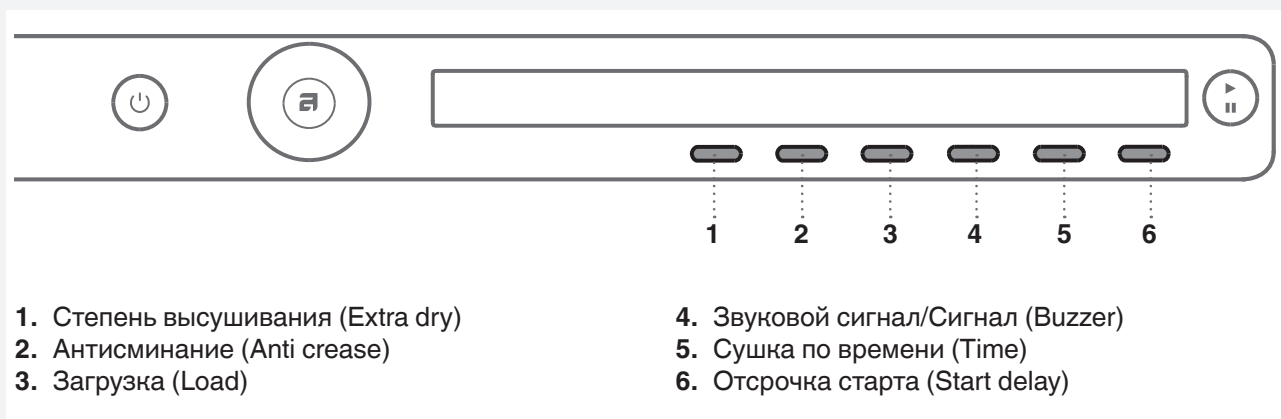 1 2 3 4 5 6
1. Степень высушивания (Extra dry)
2. Антисминание (Anti crease)
3. Загрузка (Load)
4. Звуковой сигнал/Сигнал (Buzzer)
5. Сушка по времени (Time)
6. Отсрочка старта (Start delay)